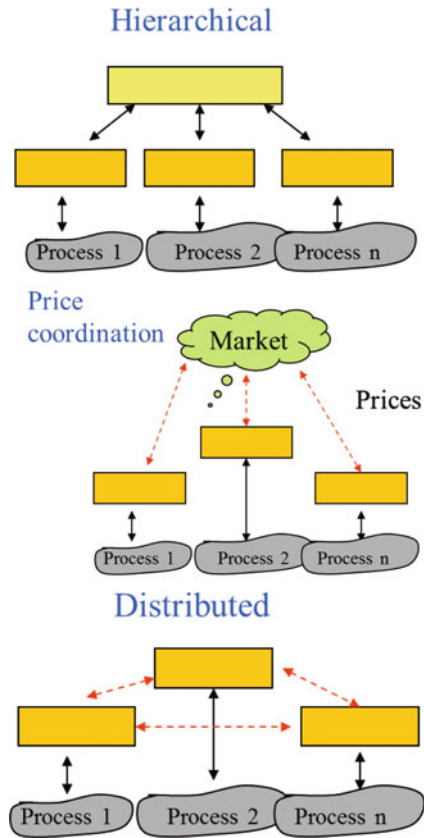 Hierarchical
Process 1
Process 2
Process n
Price
coordination
Market
Prices
Process 1
Process 2
Process n
Distributed
Process 1
Process 2
Process n